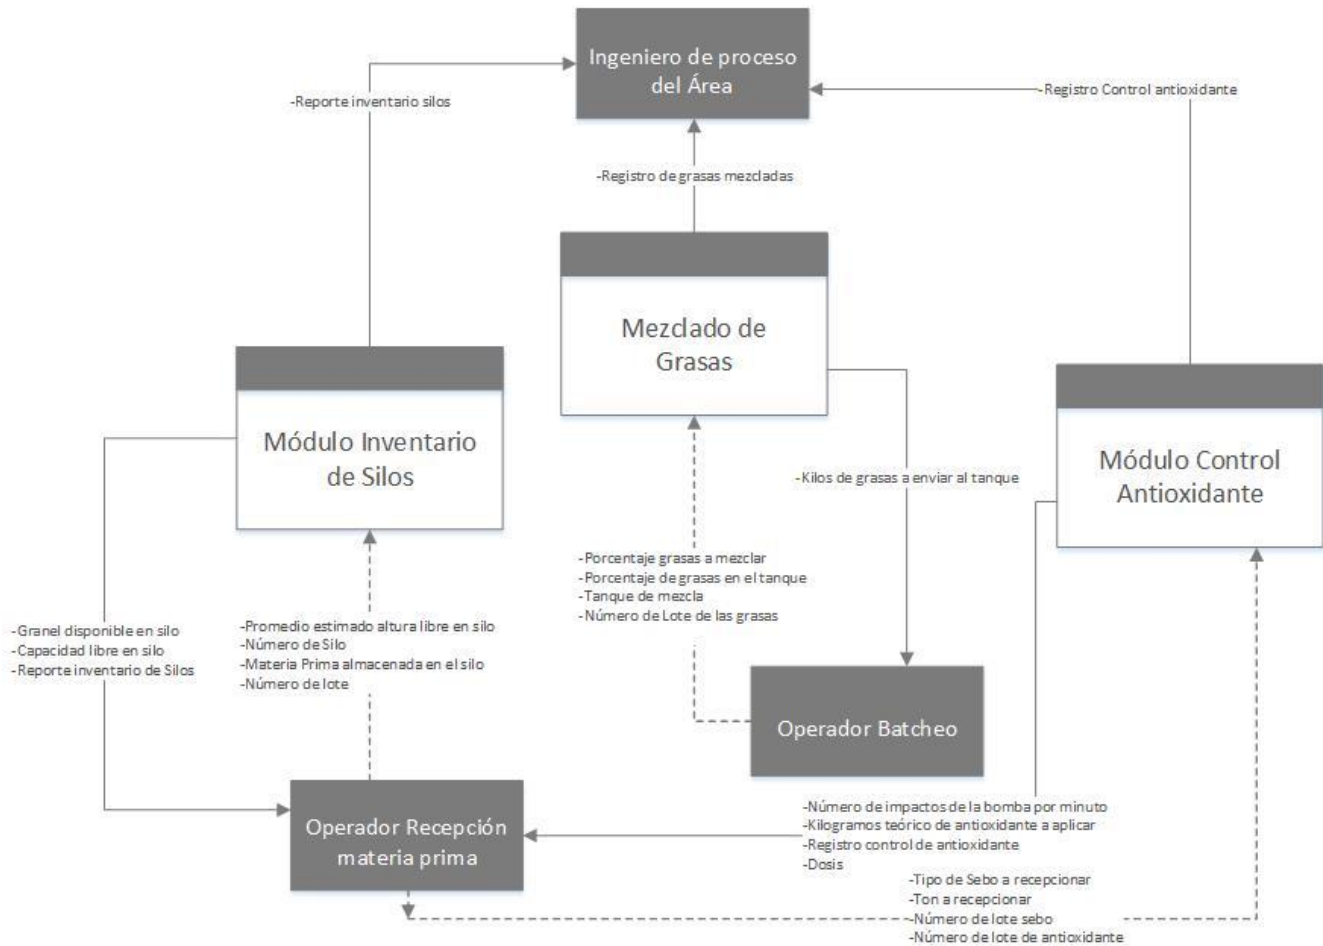 Ingeniero de proceso
del Área
-Reporte inventario silos
-Registro Control antioxidante
-Registro de grasas mezcladas
Mezclado de
Grasas
Módulo Inventario
de Silos
Módulo Control
Antioxidante
-Kilos de grasas a enviar al tanque
-Porcentaje grasas a mezclar
-Porcentaje de grasas en el tanque
-Tanque de mezcla
-Número de Lote de las grasas
-Granel disponible en silo
-Capacidad libre en silo
-Reporte inventario de Silos
-Promedio estimado altura libre en silo
-Número de Silo
-Materia Prima almacenada en el silo
-Número de lote
Operador Batcheo
Operador Recepción
materia prima
-Número de impactos de la bomba por minuto
-Kilogramos teórico de antioxidante a aplicar
-Registro control de antioxidante
-Dosis
-Tipo de Sebo a recepcionar
-Ton a recepcionar
-Número de lote sebo
-Número de lote de antioxidante